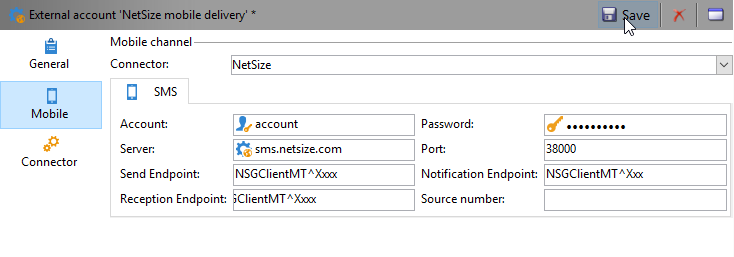 External account 'NetSize mobile delivery' *
Save
General
Mobile
Connector
Mobile channel
Connector: NetSize
SMS
Account: account Password: ••••••••••
Server: sms.netsize.com Port: 38000
Send Endpoint: NSGClientMT^Xxxx Notification Endpoint: NSGClientMT^Xxx
Reception Endpoint: GClientMT^Xxxx Source number: